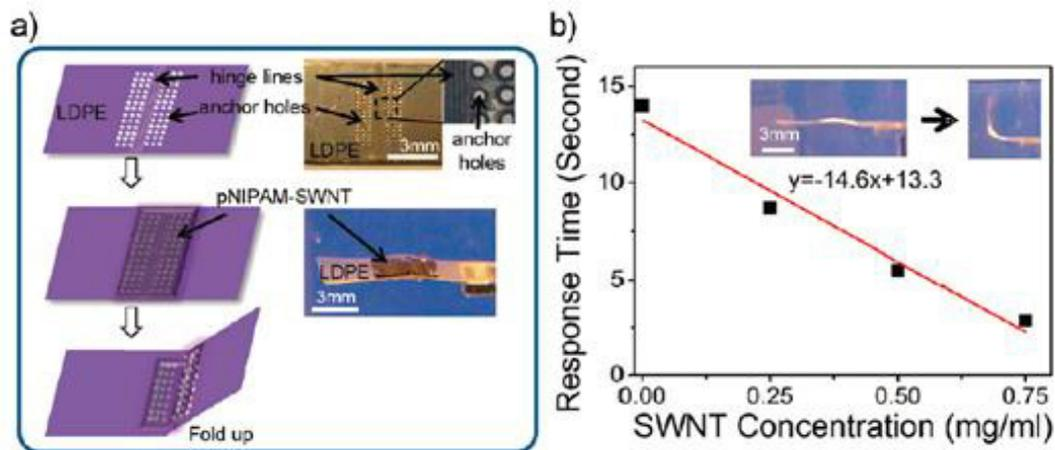 a)
hinge lines
LDPE
anchor holes
LDPE
3mm
anchor
holes
pNIPAM-SWNT
LDPE
3mm
Fold up
b)
Response Time (Second)
15
10
5
0
3mm
y=-14.6x+13.3
0.00 0.25 0.50 0.75
SWNT Concentration (mg/ml)